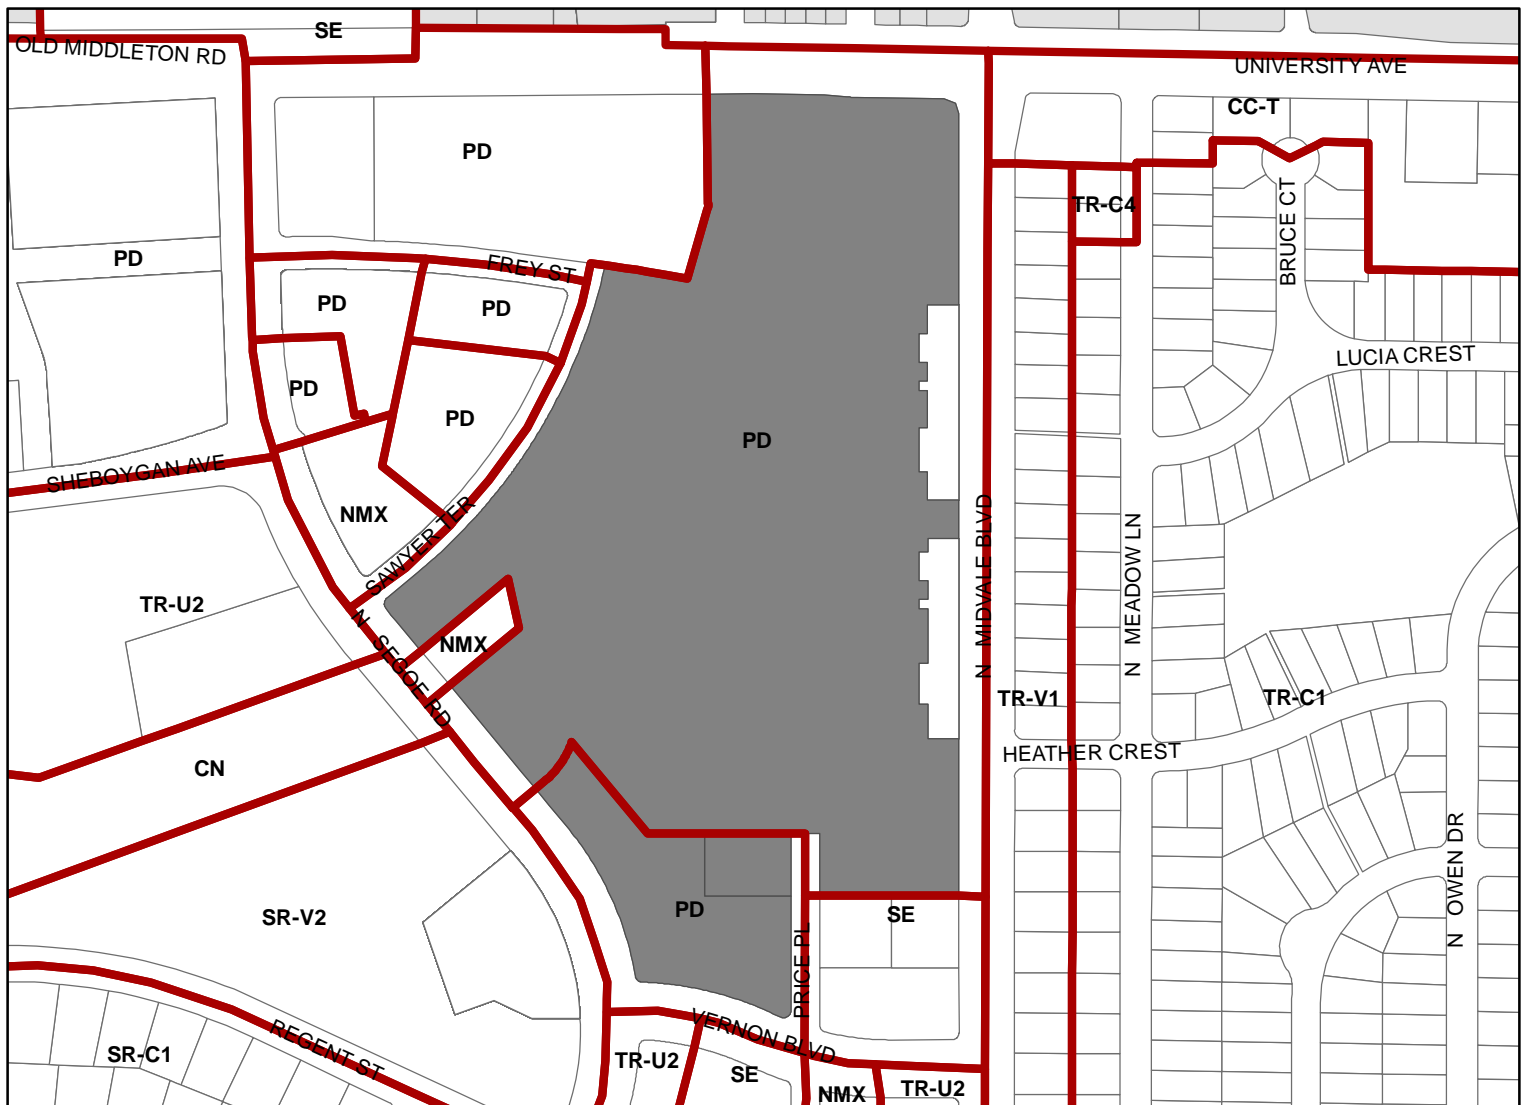 SE
OLD MIDDLETON RD
UNIVERSITY AVE
CC-T
PD
TR-C4
BRUCE CT
PD
FREY ST
PD
PD
LUCIA CREST
PD
PD
PD
SHEBOYGAN AVE
NMX
SAWYER TER
N MIDVALE BLVD
N MEADOW LN
TR-U2
N SEGOE RD
NMX
TR-V1
TR-C1
HEATHER CREST
CN
N OWEN DR
SR-V2
PD
SE
PRICE PL
VERNON BLVD
REGENT ST
SR-C1
TR-U2
SE
NMX
TR-U2